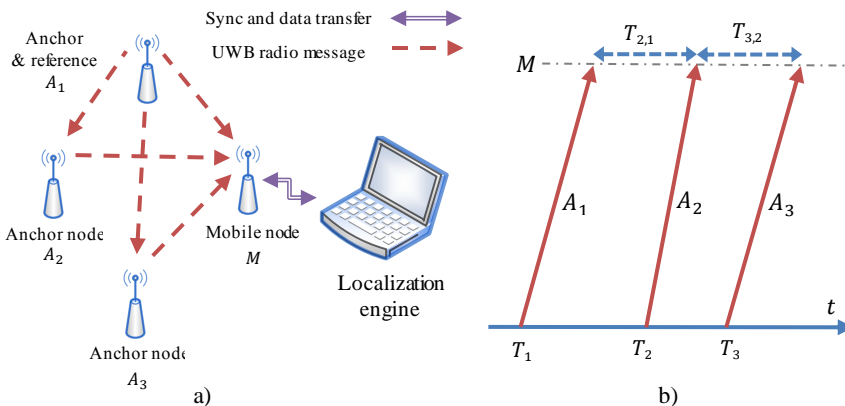 Sync and data transfer
UWB radio message
Anchor
& reference
A₁
Anchor node
A₂
Mobile node
M
Localization
engine
Anchor node
A₃
a)
T₂,₁
T₃,₂
M
A₁
A₂
A₃
t
T₁
T₂
T₃
b)